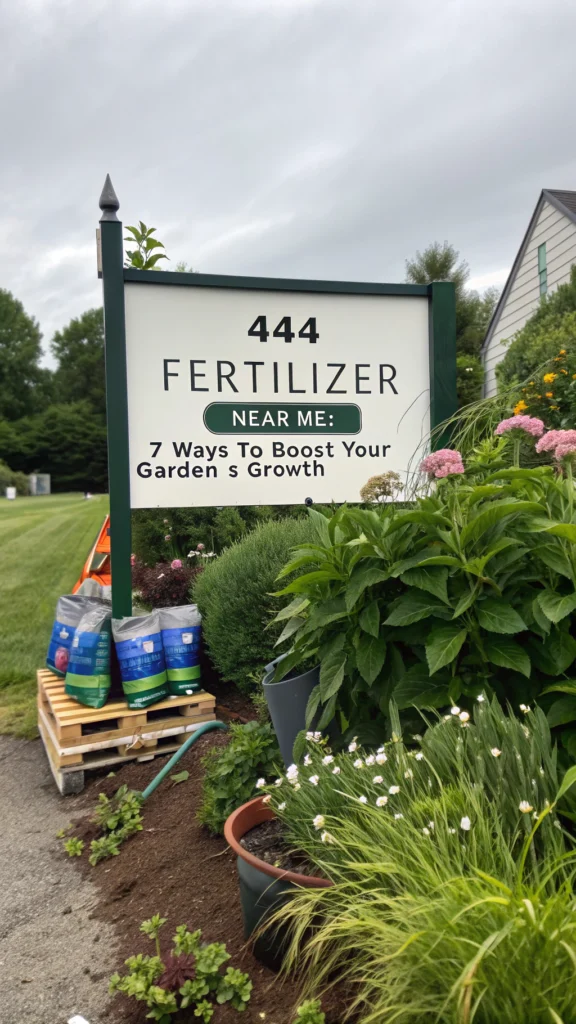 444
FERTILIZER
NEAR ME:
7 Ways To Boost Your
Garden s Growth